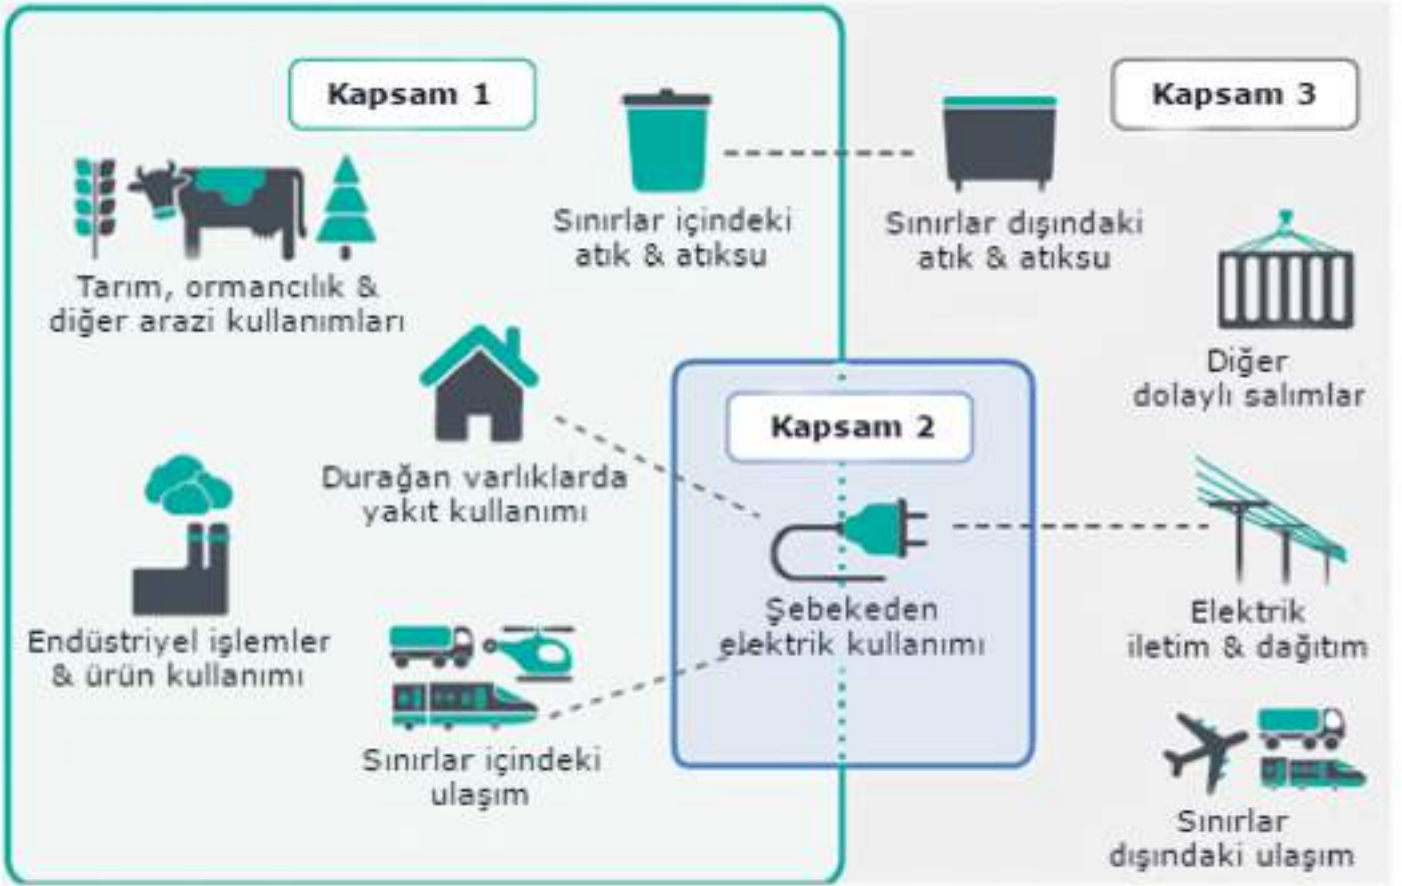 Kapsam 1
Kapsam 3
Sınırlar içindeki
atık & atıksu
Sınırlar dışındaki
atık & atıksu
Tarım, ormancılık &
diğer arazi kullanımları
Diğer
dolaylı salımlar
Kapsam 2
Durağan varlıklarda
yakıt kullanımı
Şebekeden
elektrik kullanımı
Elektrik
iletim & dağıtım
Endüstriyel işlemler
& ürün kullanımı
Sınırlar içindeki
ulaşım
Sınırlar
dışındaki ulaşım